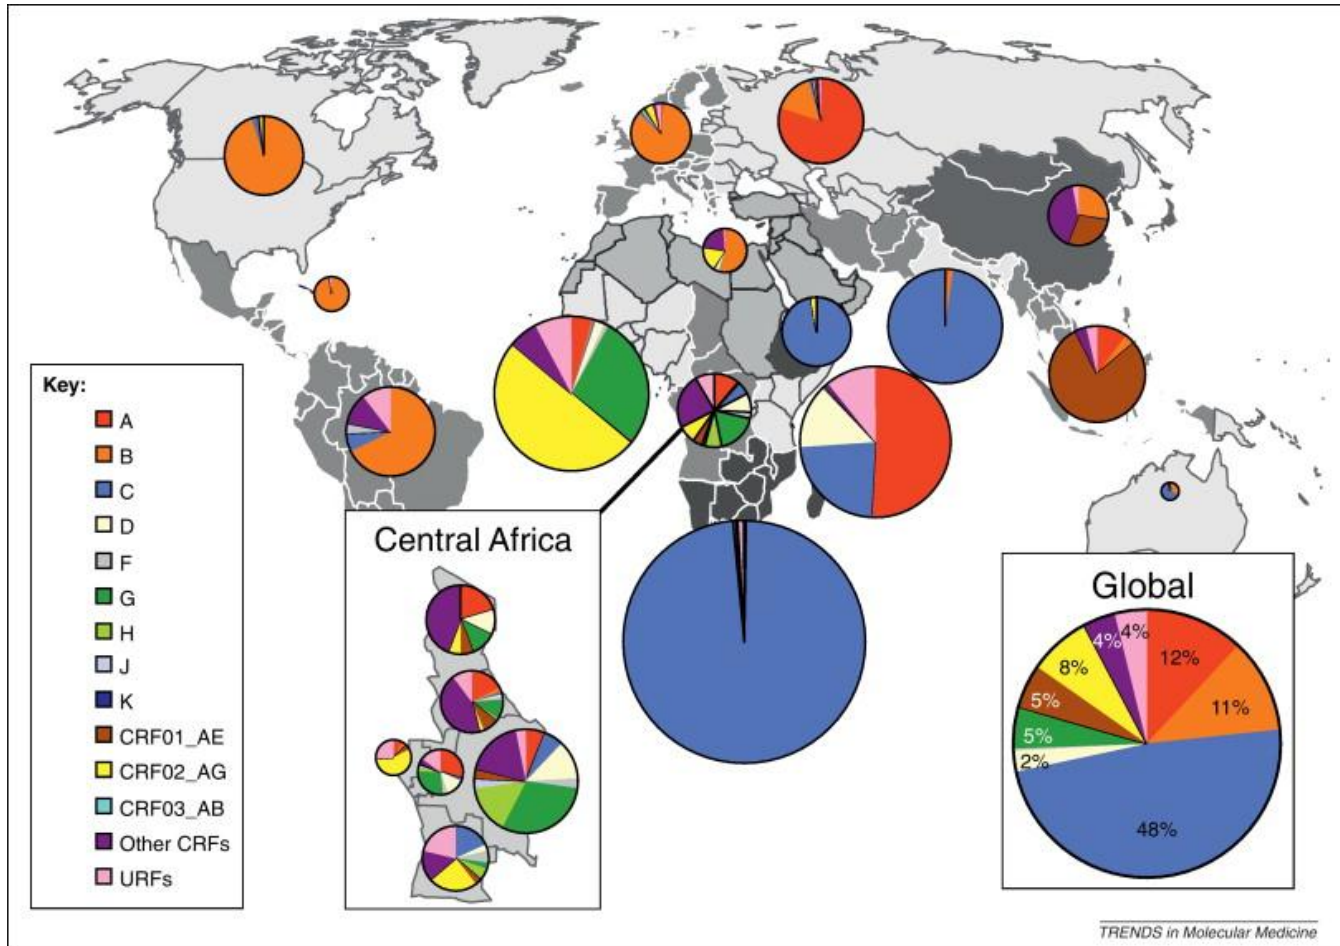 Key:
A
B
C
D
F
G
H
J
K
CRF01_AE
CRF02_AG
CRF03_AB
Other CRFs
URFs
Central Africa
Global
4%
4%
12%
8%
11%
5%
5%
2%
48%
TRENDS in Molecular Medicine